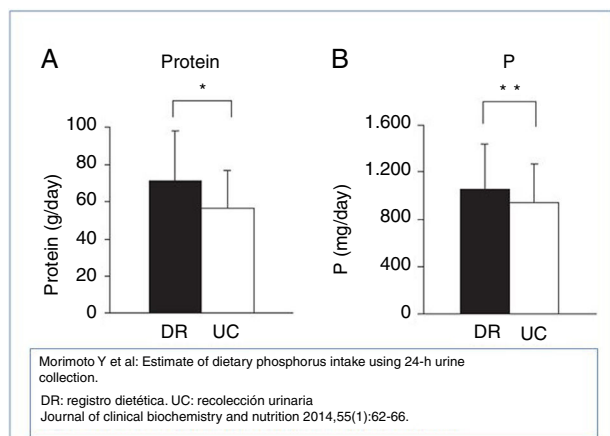 A
Protein
*
Protein (g/day)
100
80
60
40
20
0
DR UC
B
P
* *
P (mg/day)
1.600
1.200
800
400
0
DR UC
Morimoto Y et al: Estimate of dietary phosphorus intake using 24-h urine
collection.
DR: registro dietética. UC: recolección urinaria
Journal of clinical biochemistry and nutrition 2014,55(1):62-66.